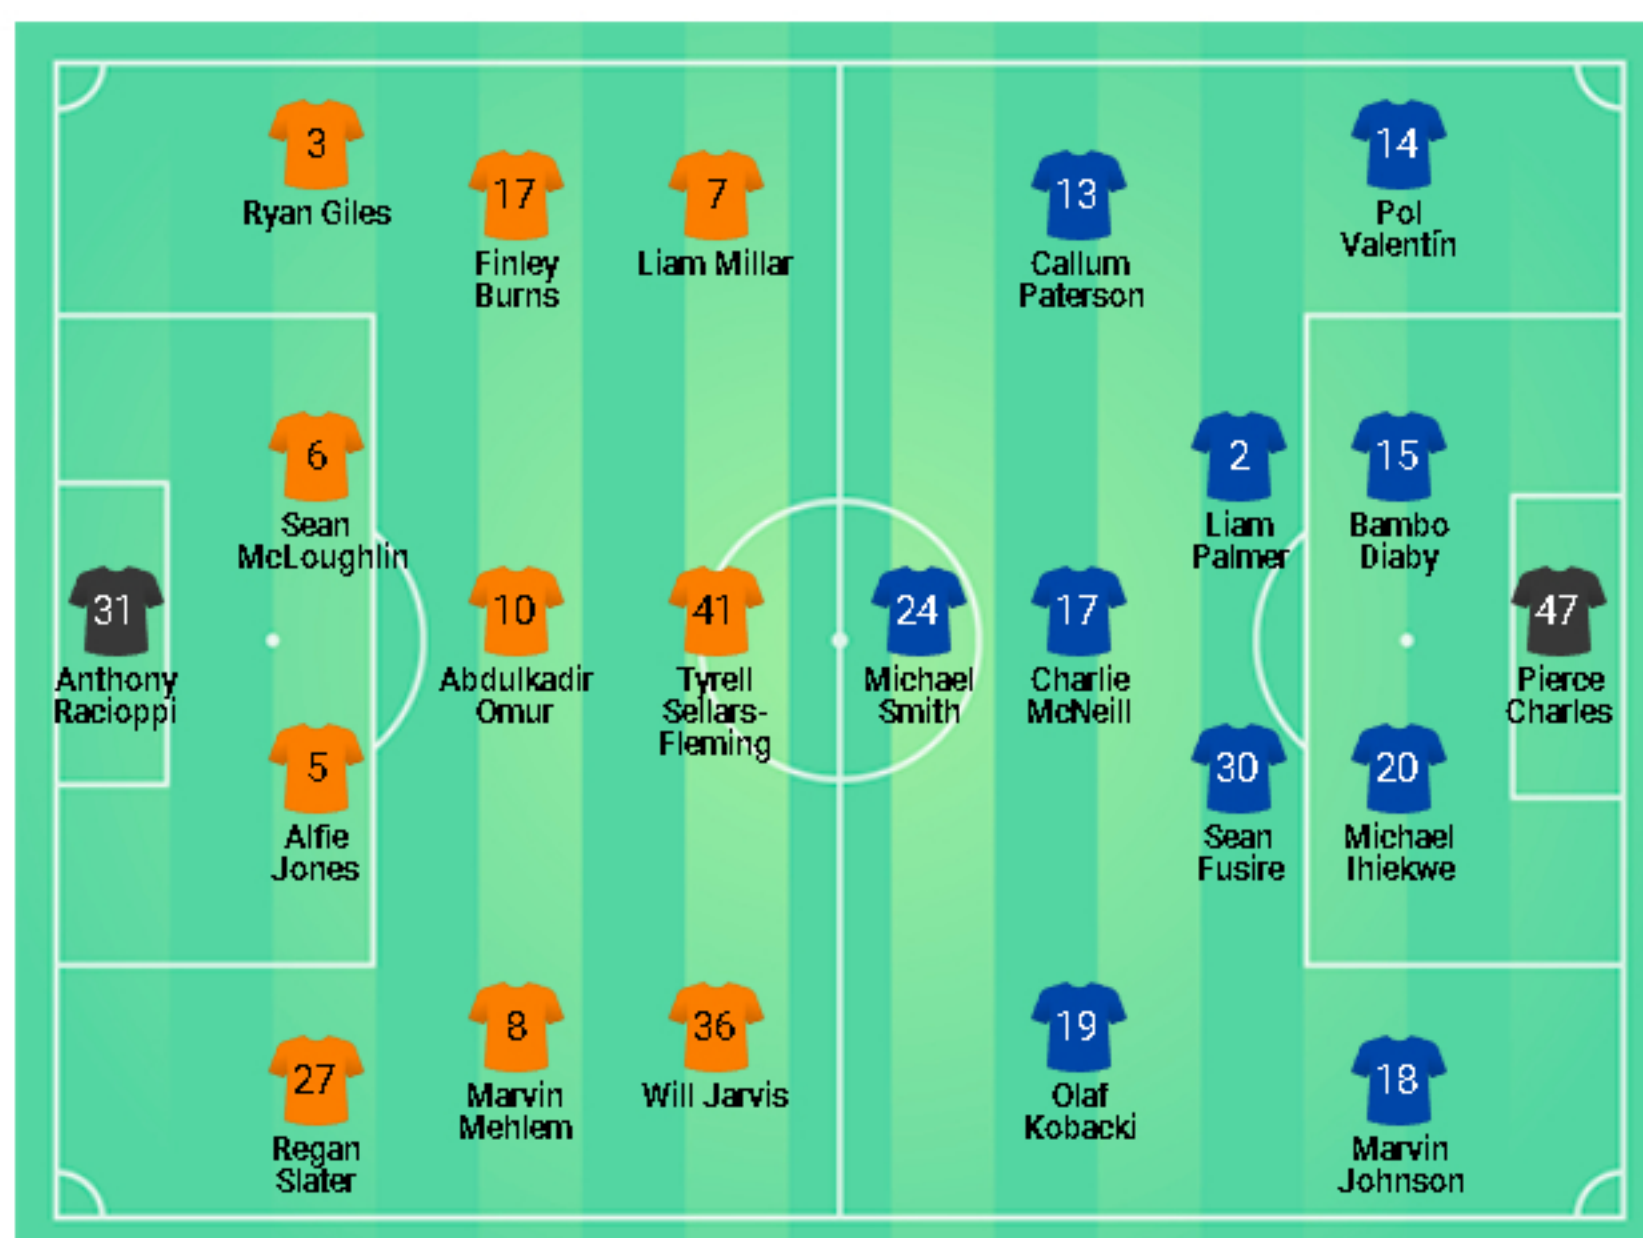 3
Ryan Giles
17
Finley
Burns
7
Liam Millar
13
Callum
Paterson
14
Pol
Valentín
6
Sean
McLoughlin
2
Liam
Palmer
15
Bambo
Diaby
31
Anthony
Racioppi
10
Abdulkadir
Omur
41
Tyrell
Sellars-
Fleming
24
Michael
Smith
17
Charlie
McNeill
47
Pierce
Charles
5
Alfie
Jones
30
Sean
Fusire
20
Michael
Ihiekwe
27
Regan
Slater
8
Marvin
Mehlem
36
Will Jarvis
19
Olaf
Kobacki
18
Marvin
Johnson